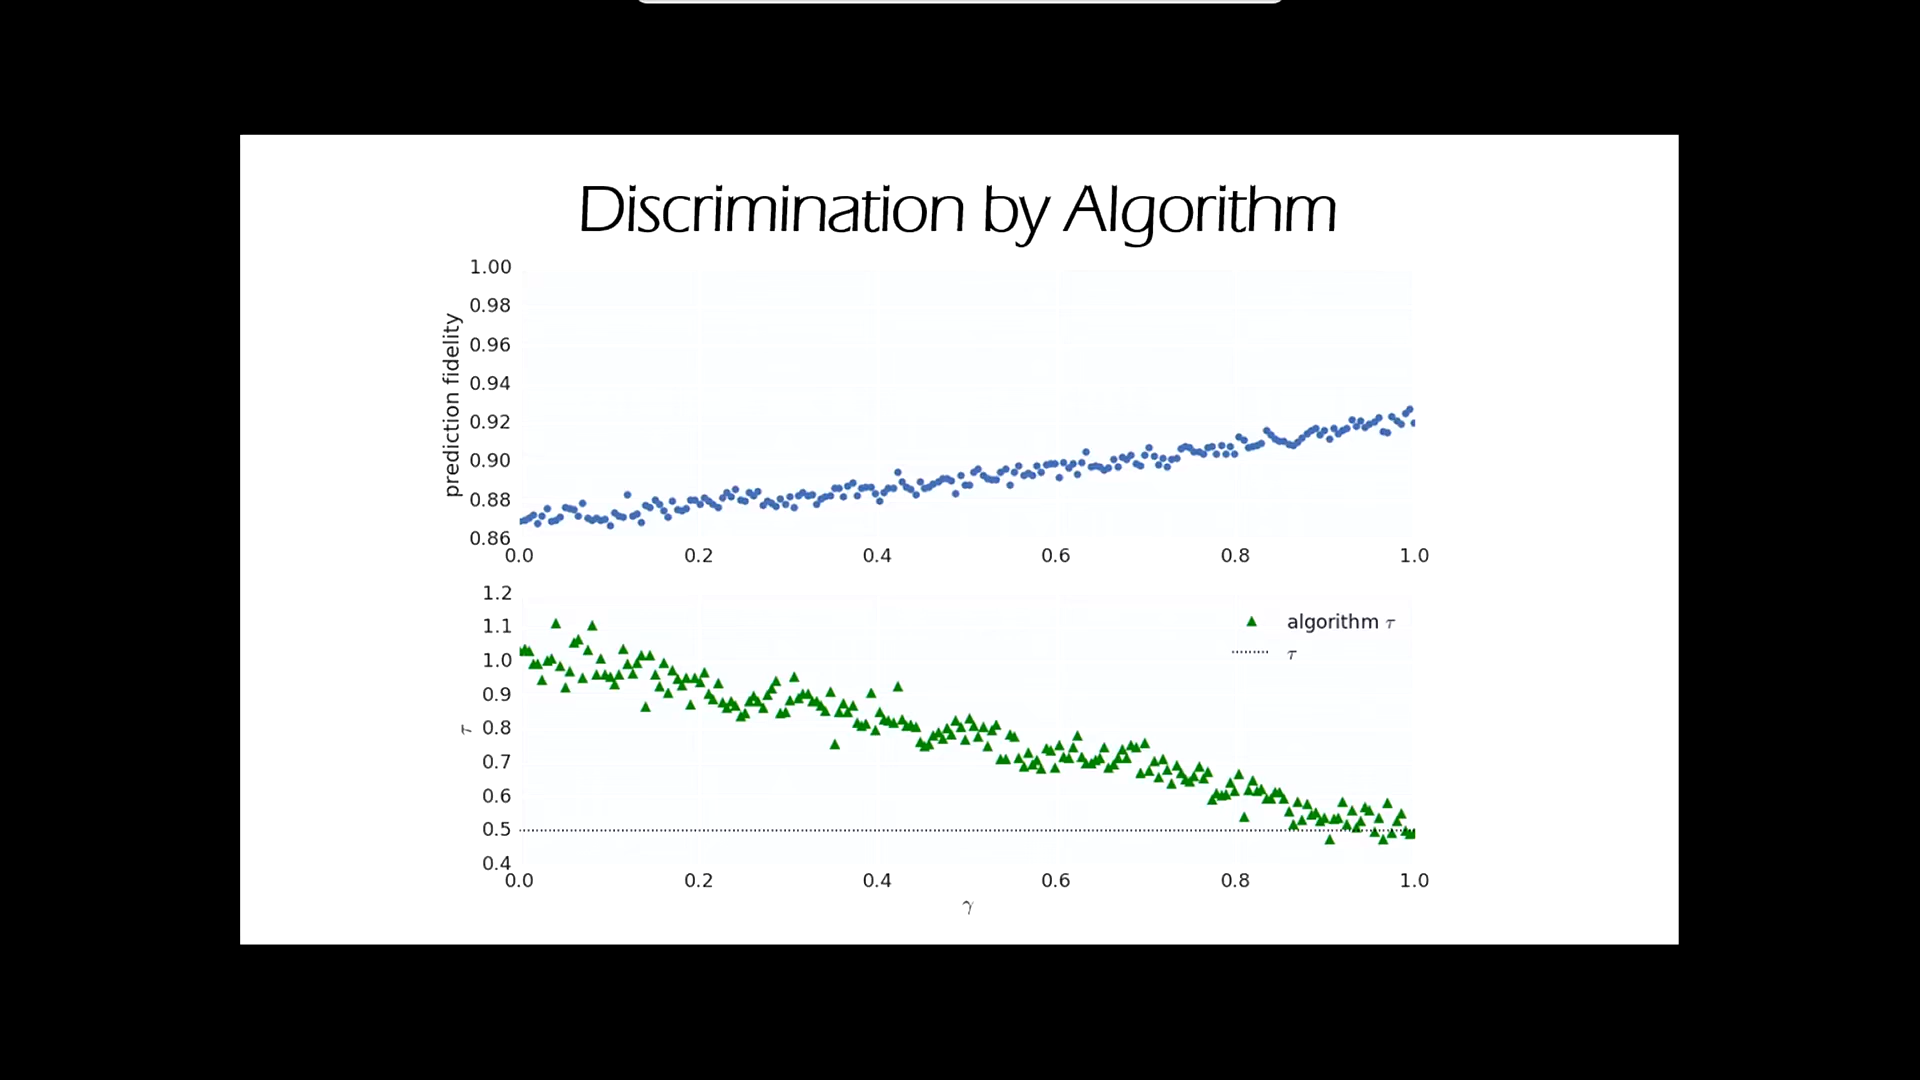 Discrimination by Algorithm
1.00
0.98
0.96
0.94
0.92
0.90
0.88
0.86
prediction fidelity
0.0 0.2 0.4 0.6 0.8 1.0
1.2
1.1
1.0
0.9
0.8
0.7
0.6
0.5
0.4
τ
algorithm τ
τ
0.0 0.2 0.4 0.6 0.8 1.0
γ